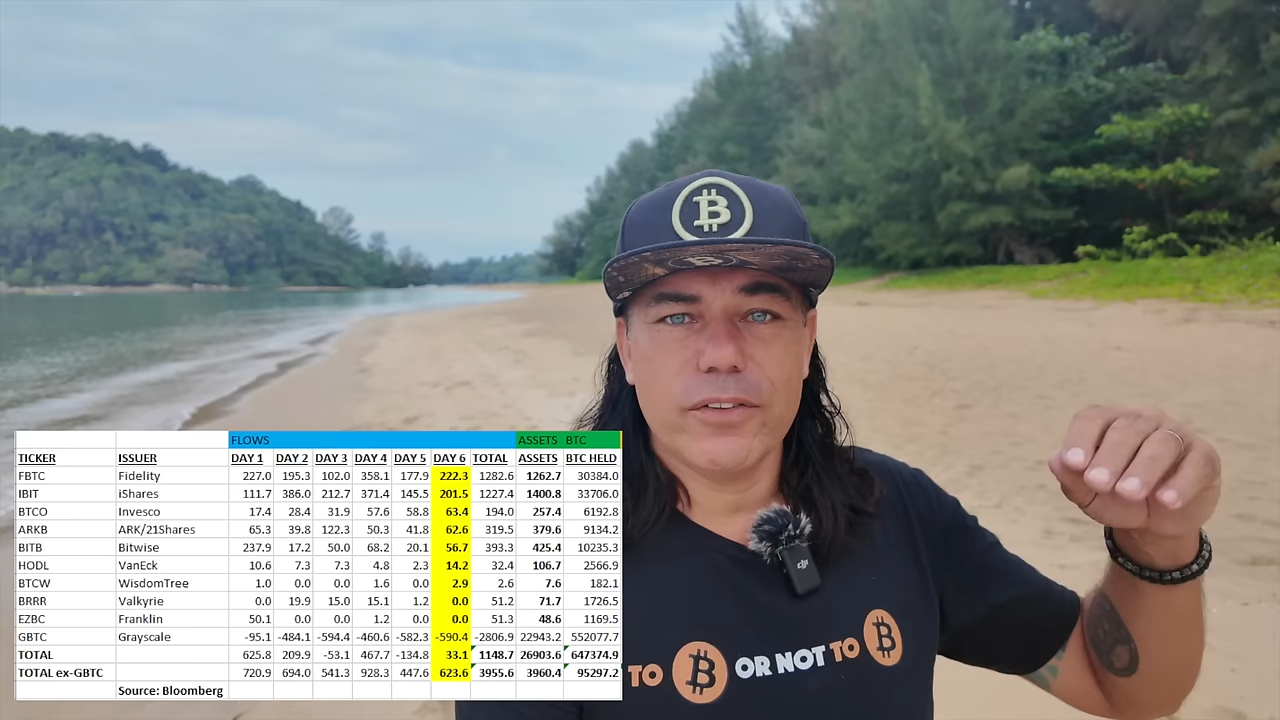 FLOWS ASSETS BTC
TICKER ISSUER DAY 1 DAY 2 DAY 3 DAY 4 DAY 5 DAY 6 TOTAL ASSETS BTC HELD
FBTC Fidelity 227.0 195.3 102.0 358.1 177.9 222.3 1282.6 1262.7 30384.0
IBIT iShares 111.7 386.0 212.7 371.4 145.5 201.5 1227.4 1400.8 33706.0
BTCO Invesco 17.4 28.4 31.9 57.6 58.8 63.4 194.0 257.4 6192.8
ARKB ARK/21Shares 65.3 39.8 122.3 50.3 41.8 62.6 319.5 379.6 9134.2
BITB Bitwise 237.9 17.2 50.0 68.2 20.1 56.7 393.3 425.4 10235.3
HODL VanEck 10.6 7.3 7.3 4.8 2.3 14.2 32.4 106.7 2566.9
BTCW WisdomTree 1.0 0.0 0.0 1.6 0.0 2.9 2.6 7.6 182.1
BRRR Valkyrie 0.0 19.9 15.0 15.1 1.2 0.0 51.2 71.7 1726.5
EZBC Franklin 50.1 0.0 0.0 1.2 0.0 0.0 51.3 48.6 1169.5
GBTC Grayscale -95.1 -484.1 -594.4 -460.6 -582.3 -590.4 -2806.9 22943.2 552077.7
TOTAL 625.8 209.9 -53.1 467.7 -134.8 33.1 1148.7 26903.6 647374.9
TOTAL ex-GBTC 720.9 694.0 541.3 928.3 447.6 623.6 3955.6 3960.4 95297.2
Source: Bloomberg
TO ₿ OR NOT TO ₿
dji